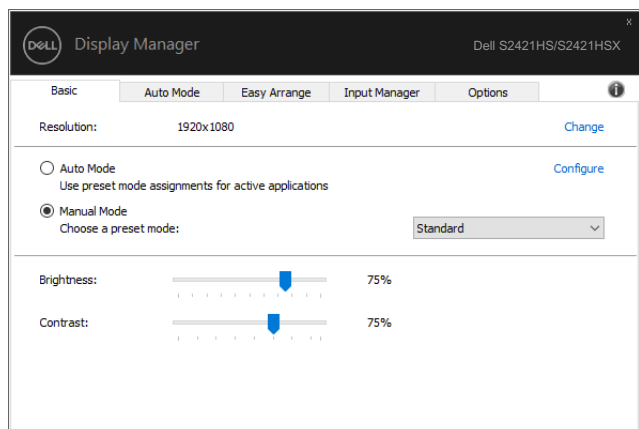 x
DELL Display Manager Dell S2421HS/S2421HSX
Basic Auto Mode Easy Arrange Input Manager Options i
Resolution: 1920x1080 Change
Auto Mode Configure
Use preset mode assignments for active applications
Manual Mode
Choose a preset mode: Standard
Brightness: 75%
Contrast: 75%